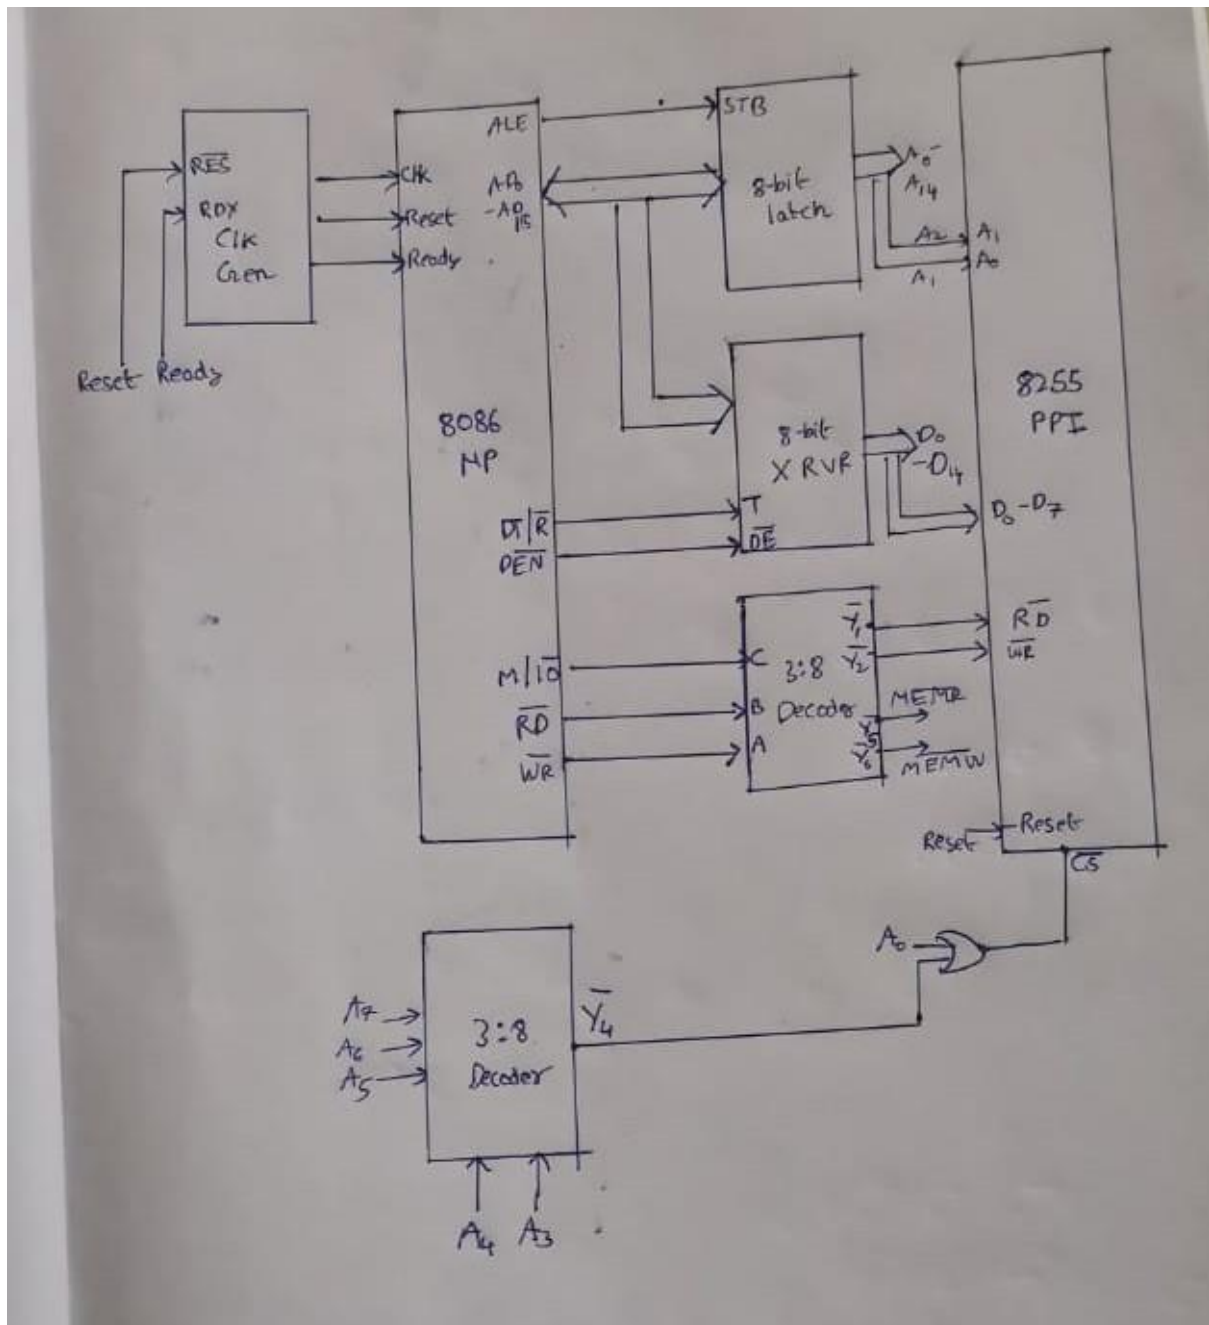 RES
RDX
Clk
Gen
Reset Ready
Clk
Reset
Ready
ALE
AD0
-AD15
8086
MP
DT/R
DEN
M/IO
RD
WR
STB
8-bit
latch
A0-
A14
A2
A1
A1
A0
8-bit
X RVR
T
OE
D0
-D14
D0-D7
8255
PPI
C
B
A
3:8
Decoder
Y1
Y2
Y5
Y6
MEMR
MEMW
RD
WR
Reset
Reset
CS
A0
A7
A6
A5
3:8
Decoder
Y4
A4 A3